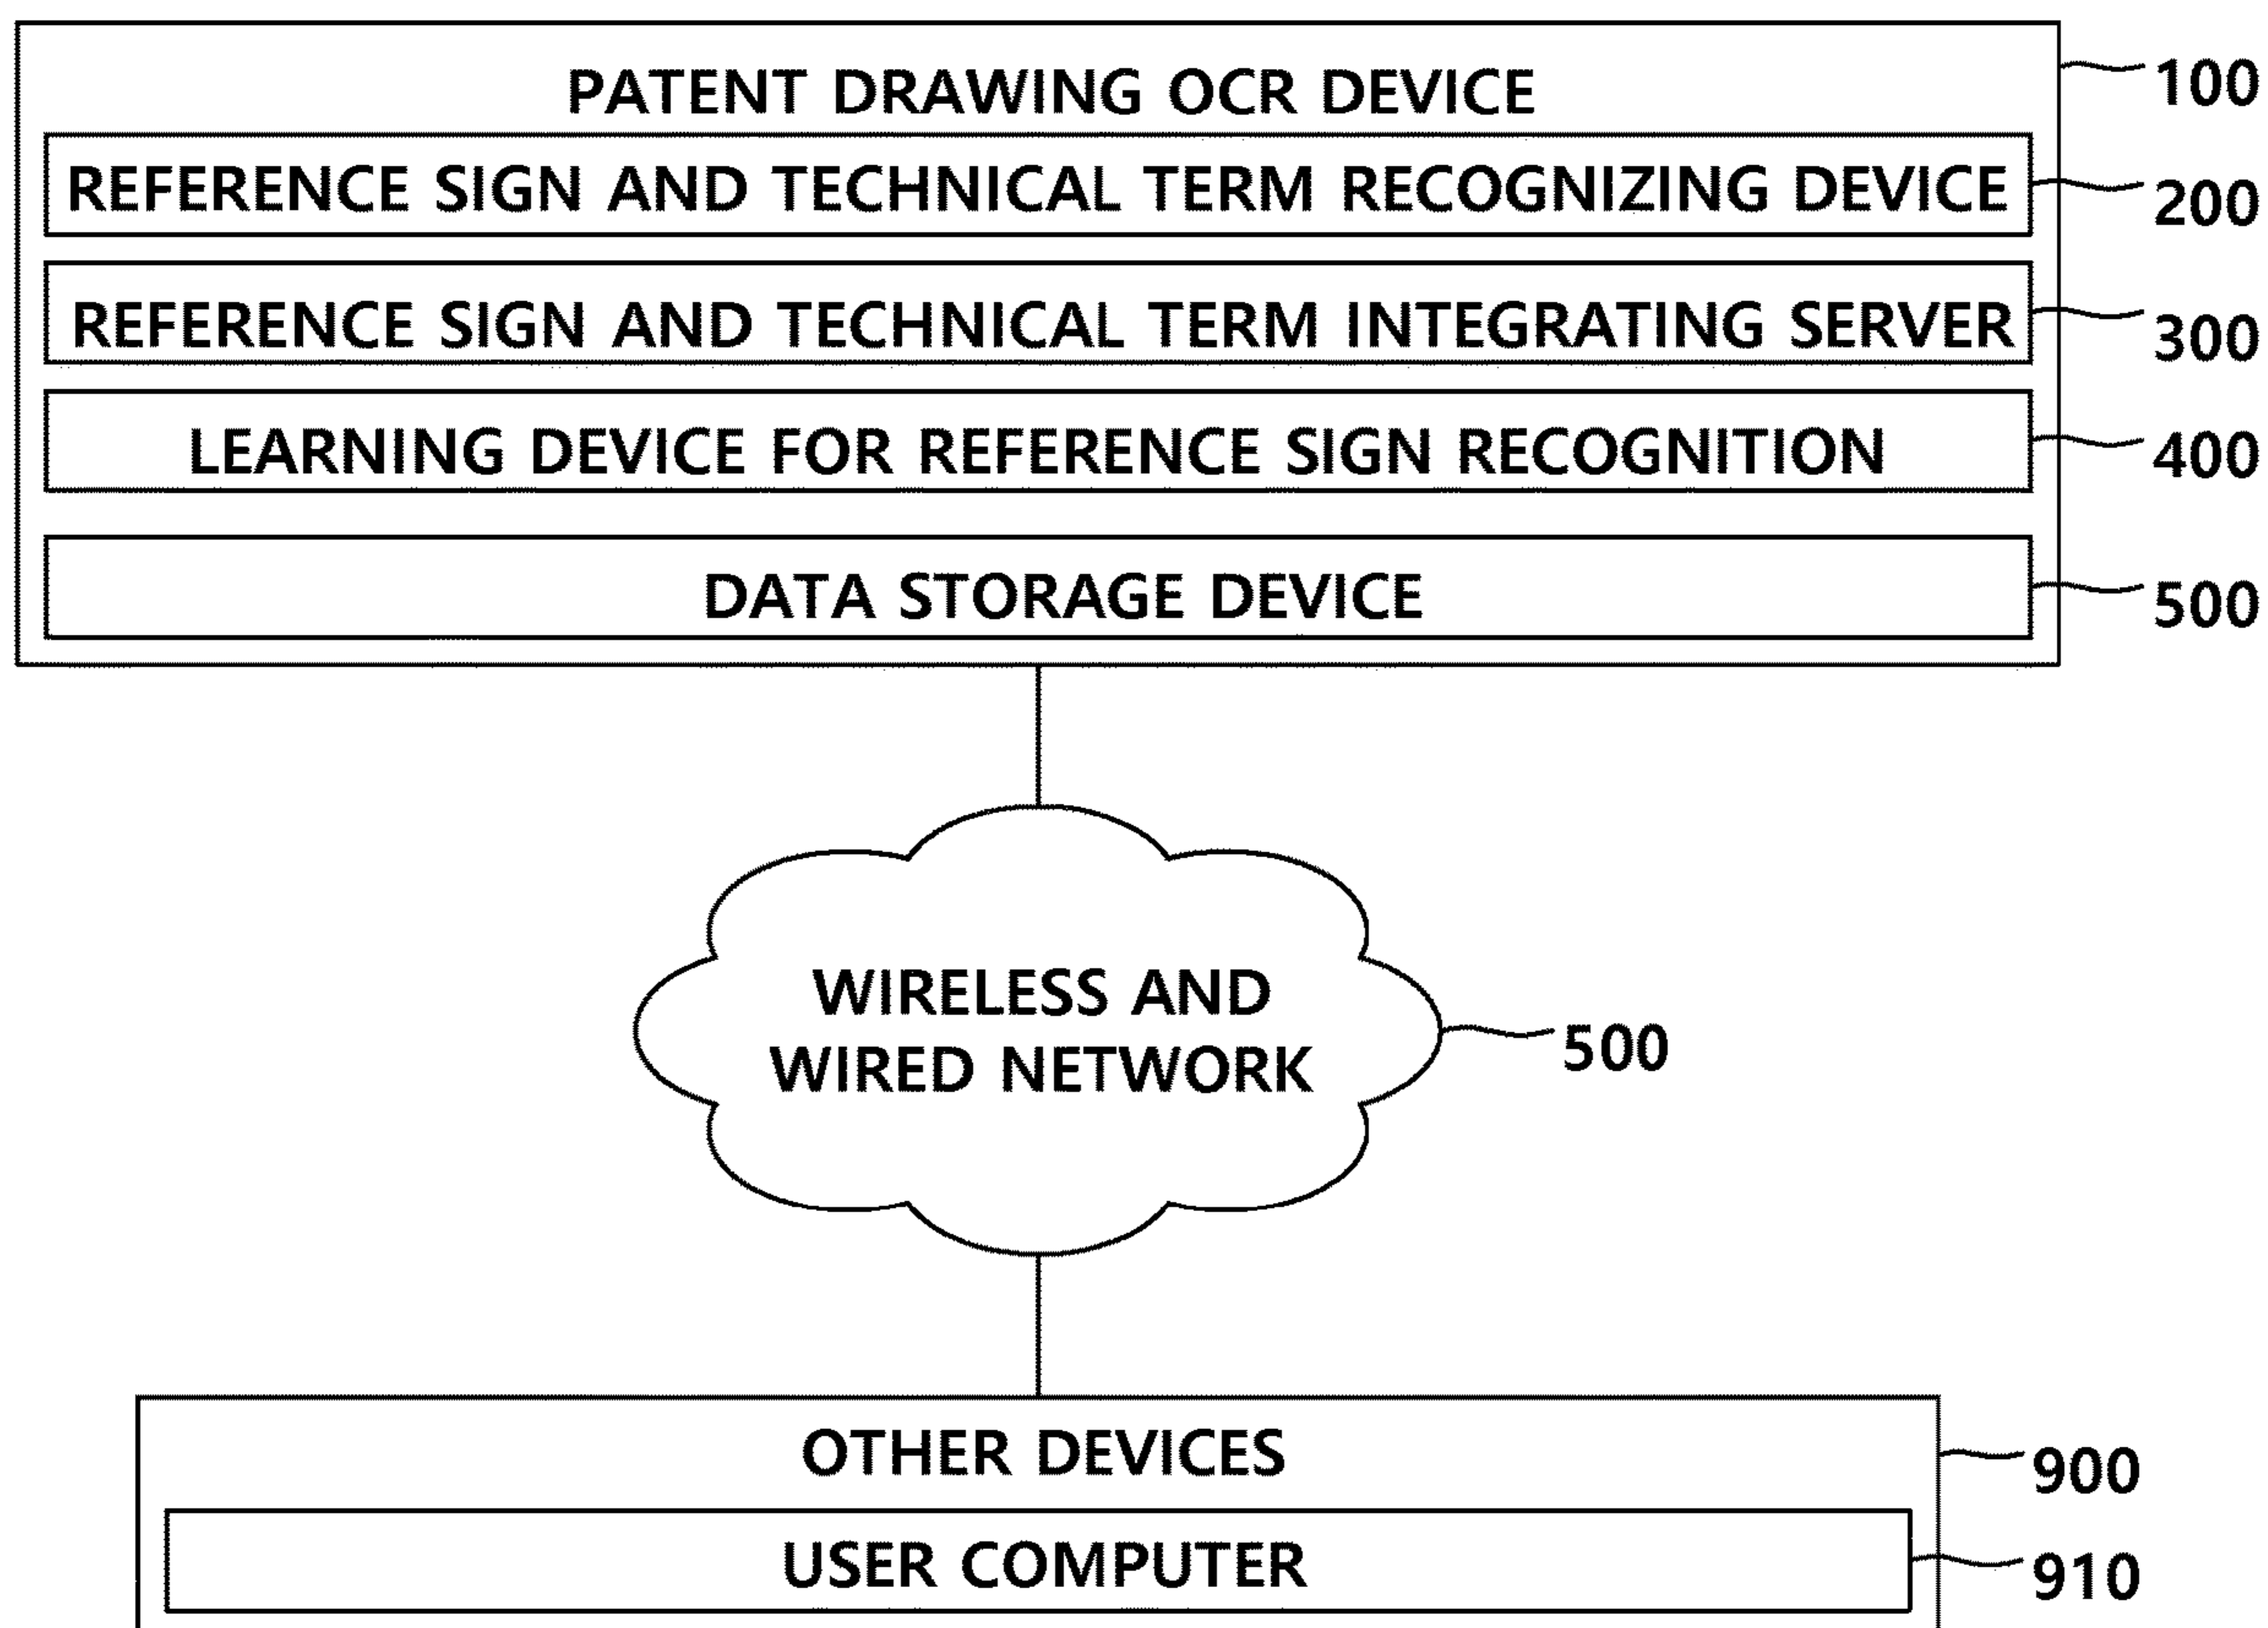 PATENT DRAWING OCR DEVICE 100
REFERENCE SIGN AND TECHNICAL TERM RECOGNIZING DEVICE 200
REFERENCE SIGN AND TECHNICAL TERM INTEGRATING SERVER 300
LEARNING DEVICE FOR REFERENCE SIGN RECOGNITION 400
DATA STORAGE DEVICE 500
WIRELESS AND
WIRED NETWORK 500
OTHER DEVICES 900
USER COMPUTER 910